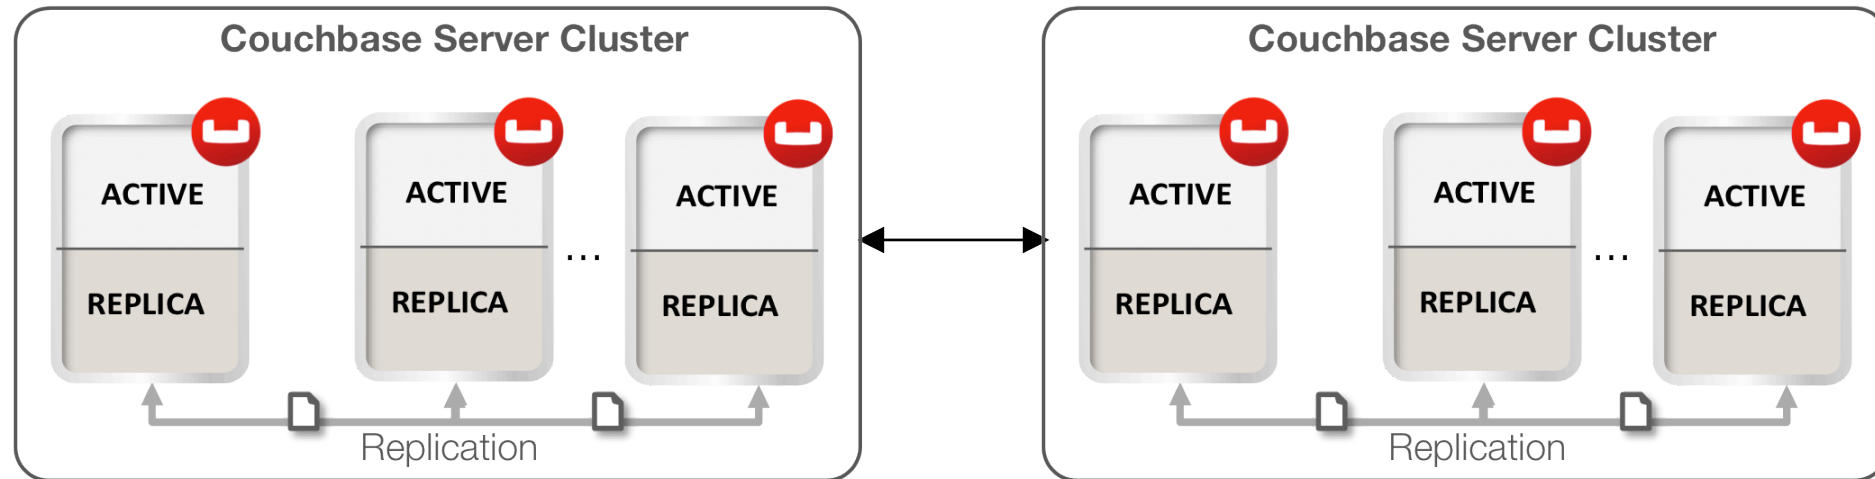 Couchbase Server Cluster
ACTIVE
ACTIVE
ACTIVE
...
REPLICA
REPLICA
REPLICA
Replication
Couchbase Server Cluster
ACTIVE
ACTIVE
ACTIVE
...
REPLICA
REPLICA
REPLICA
Replication